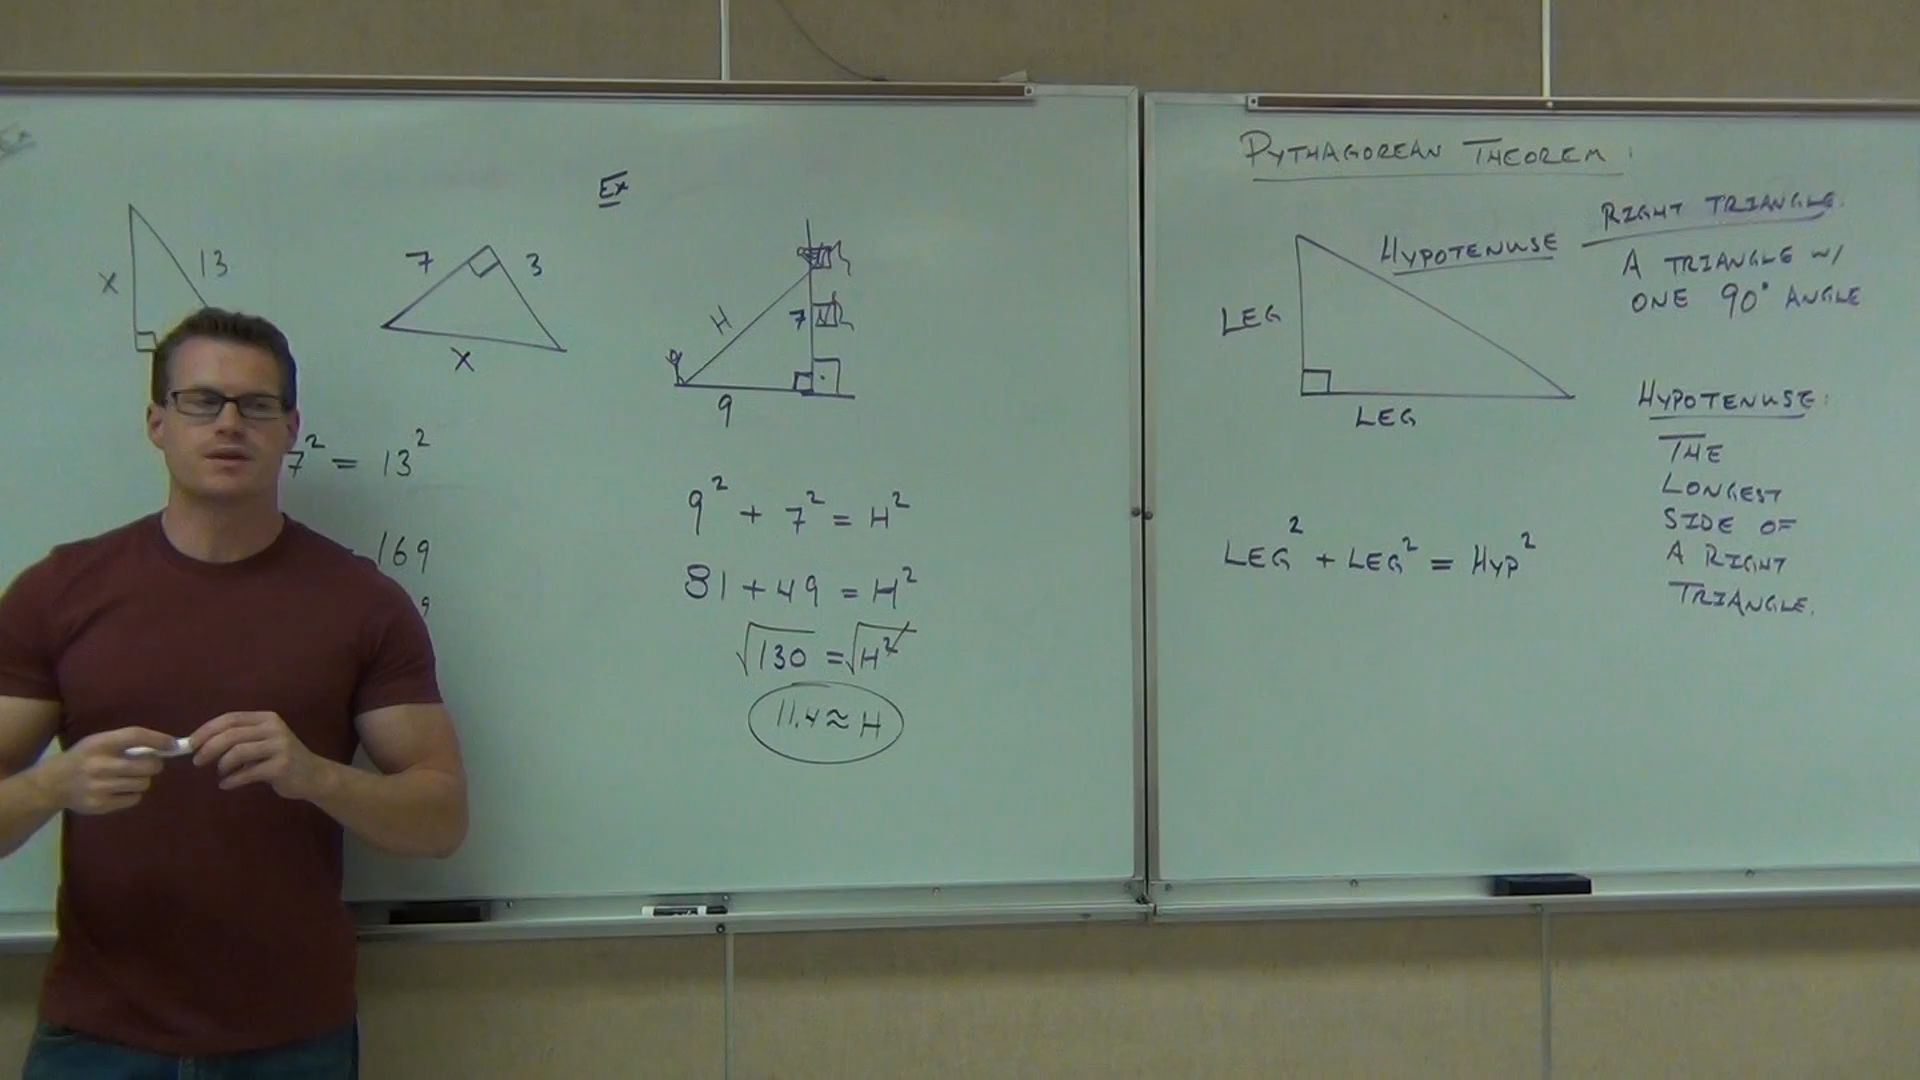 Ex
X
13
7
3
X
H
7
9
7² = 13²
169
9
9² + 7² = H²
81 + 49 = H²
√130 = √H²
11.4 ≈ H
PYTHAGOREAN THEOREM:
RIGHT TRIANGLE.
A TRIANGLE W/
ONE 90° ANGLE
HYPOTENUSE
LEG
LEG
HYPOTENUSE:
THE
LONGEST
SIDE OF
A RIGHT
TRIANGLE.
LEG² + LEG² = HYP²